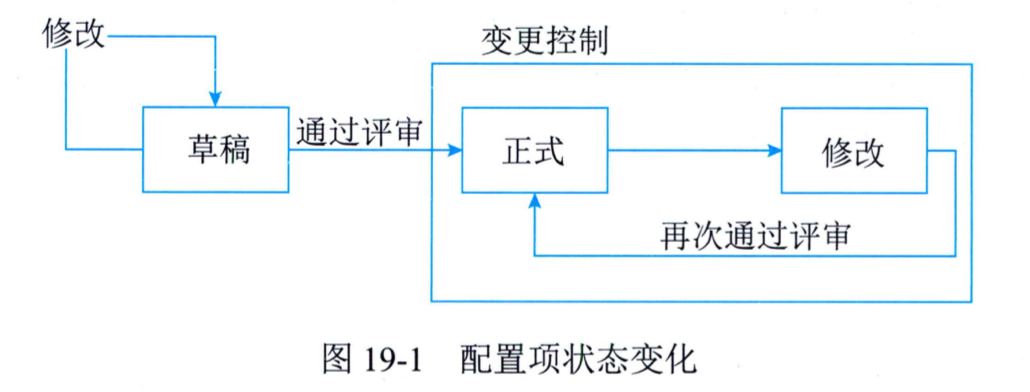 修改
变更控制
草稿
通过评审
正式
修改
再次通过评审
图 19-1 配置项状态变化